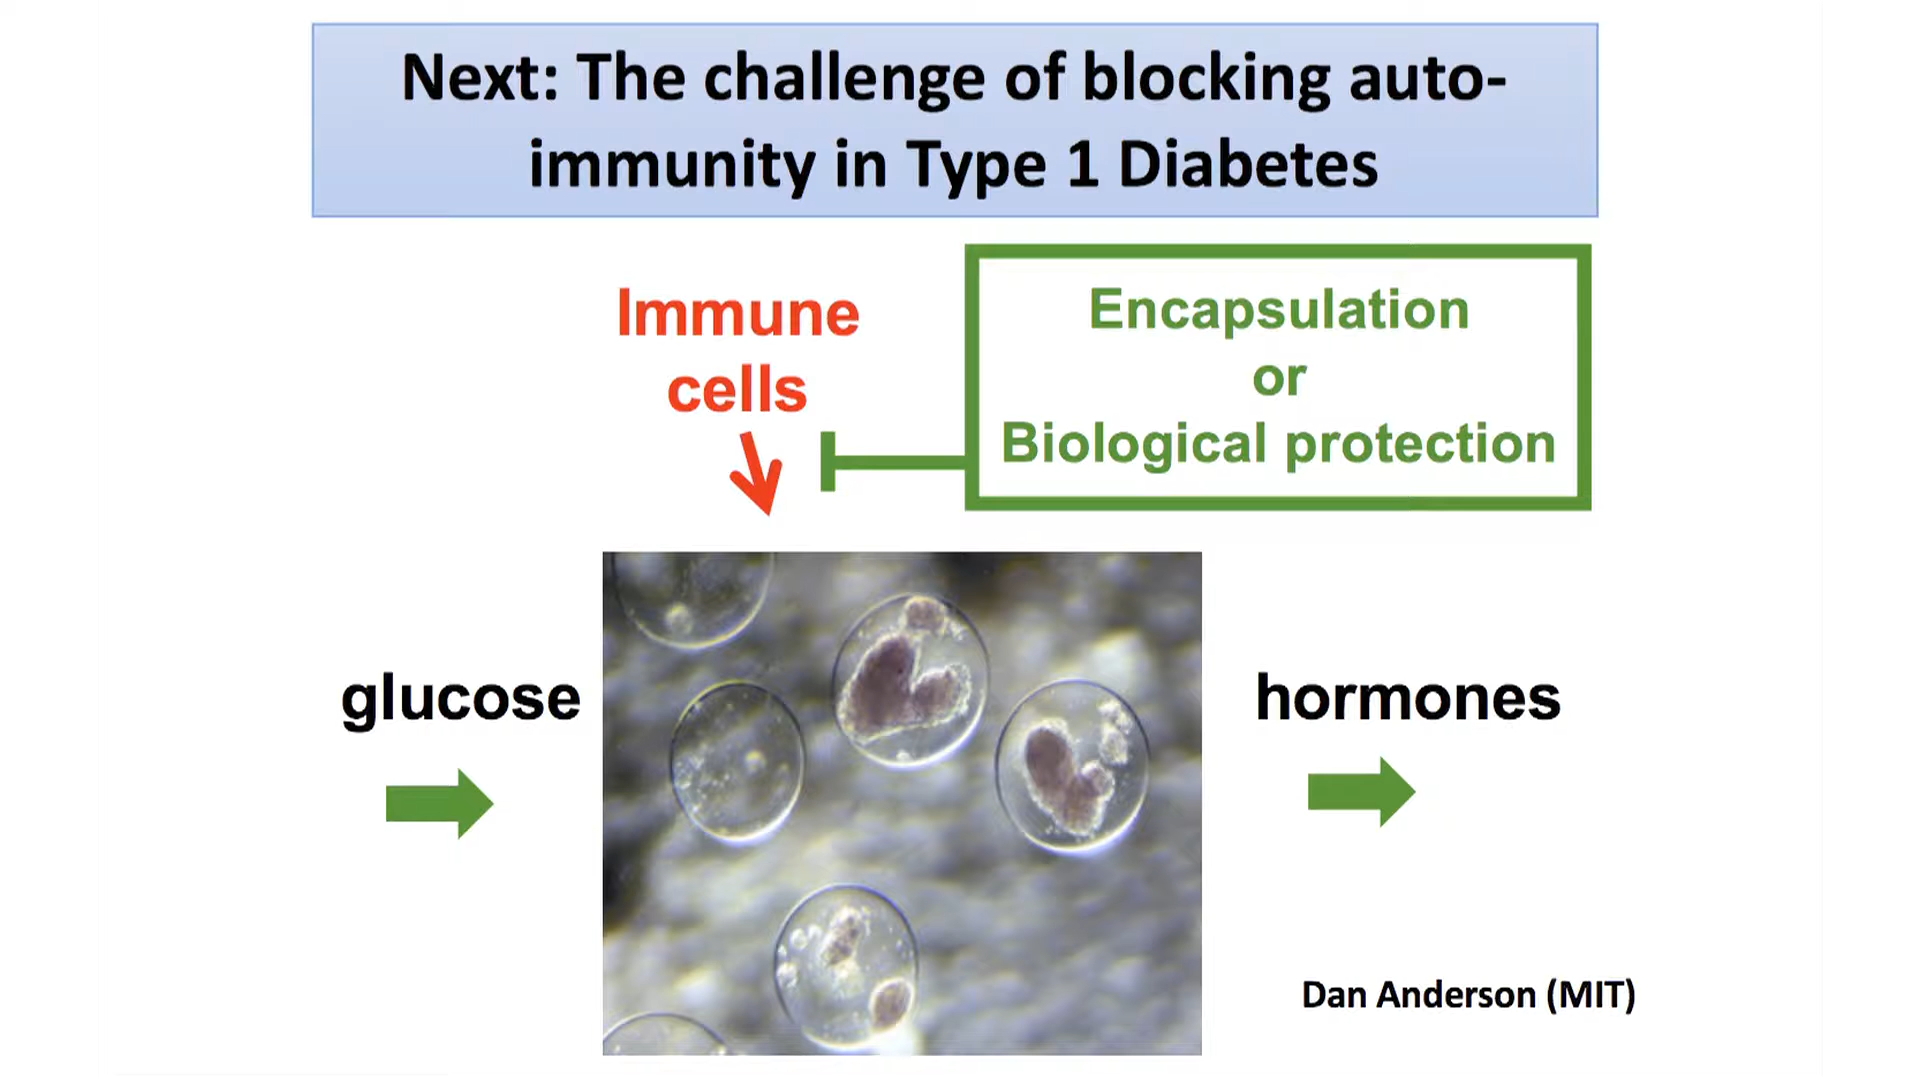 Next: The challenge of blocking auto-
immunity in Type 1 Diabetes
Immune
cells
Encapsulation
or
Biological protection
glucose
hormones
Dan Anderson (MIT)